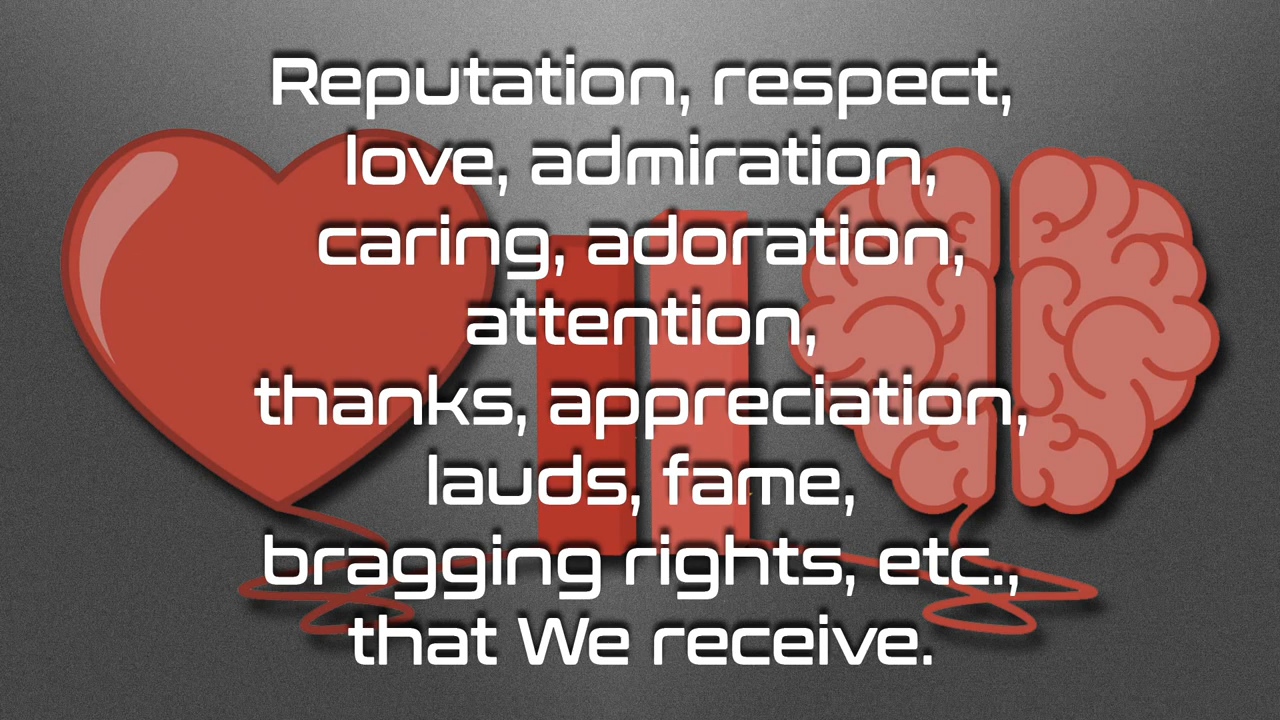 Reputation, respect,
love, admiration,
caring, adoration,
attention,
thanks, appreciation,
lauds, fame,
bragging rights, etc.,
that We receive.